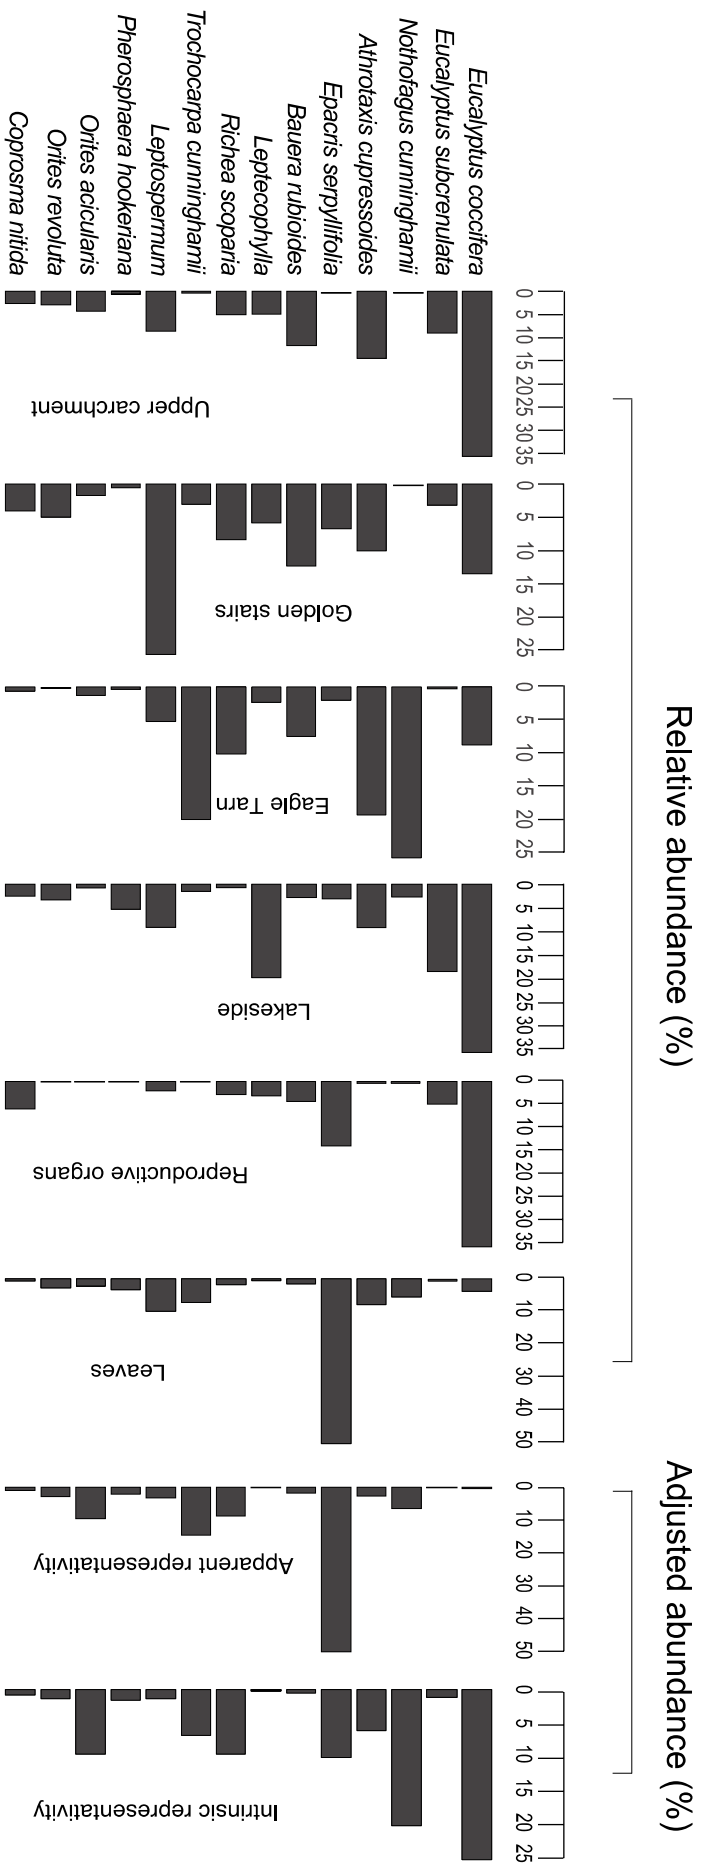 Relative abundance (%)
Adjusted abundance (%)
0 5 10 15 20 25 30 35
0 5 10 15 20 25
0 5 10 15 20 25
0 5 10 15 20 25 30 35
0 5 10 15 20 25 30 35
0 10 20 30 40 50
0 10 20 30 40 50
0 5 10 15 20 25
Eucalyptus coccifera
Eucalyptus subcrenulata
Nothofagus cunninghamii
Athrotaxis cupressoides
Epacris serpyllifolia
Bauera rubioides
Leptecophylla
Richea scoparia
Trochocarpa cunninghamii
Leptospermum
Pherosphaera hookeriana
Orites acicularis
Orites revoluta
Coprosma nitida
Upper carchment
Golden stairs
Eagle Tarn
Lakeside
Reproductive organs
Leaves
Apparent representativity
Intrinsic representativity